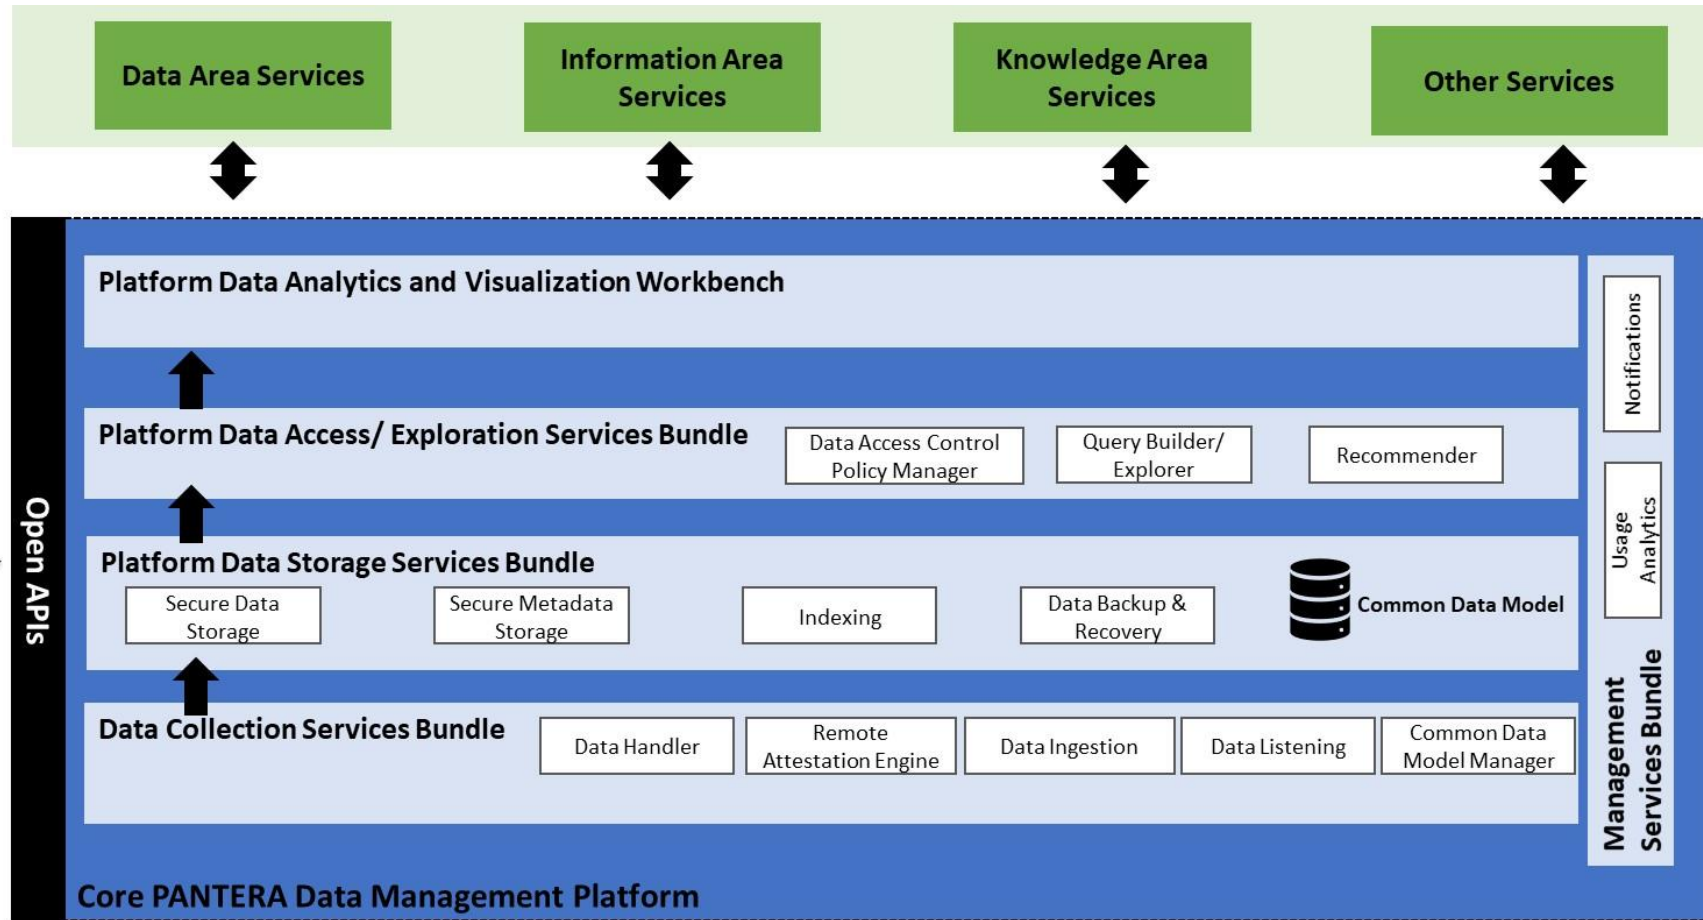 Data Area Services
Information Area
Services
Knowledge Area
Services
Other Services
Open APIs
Platform Data Analytics and Visualization Workbench
Platform Data Access/ Exploration Services Bundle
Data Access Control
Policy Manager
Query Builder/
Explorer
Recommender
Platform Data Storage Services Bundle
Secure Data
Storage
Secure Metadata
Storage
Indexing
Data Backup &
Recovery
Common Data Model
Data Collection Services Bundle
Data Handler
Remote
Attestation Engine
Data Ingestion
Data Listening
Common Data
Model Manager
Notifications
Usage
Analytics
Management
Services Bundle
Core PANTERA Data Management Platform